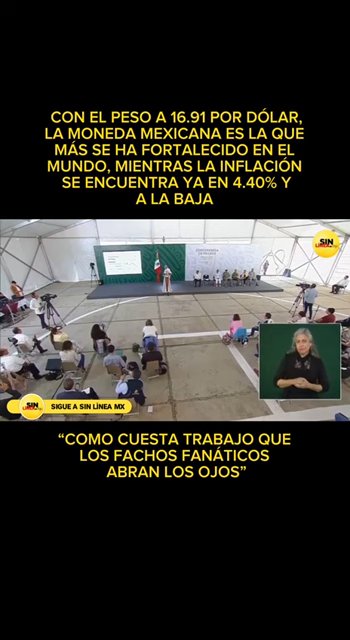 CON EL PESO A 16.91 POR DÓLAR,
LA MONEDA MEXICANA ES LA QUE
MÁS SE HA FORTALECIDO EN EL
MUNDO, MIENTRAS LA INFLACIÓN
SE ENCUENTRA YA EN 4.40% Y
A LA BAJA
SIN
LÍNEA
SIN
LÍNEA
SIGUE A SIN LÍNEA MX
“COMO CUESTA TRABAJO QUE
LOS FACHOS FANÁTICOS
ABRAN LOS OJOS”